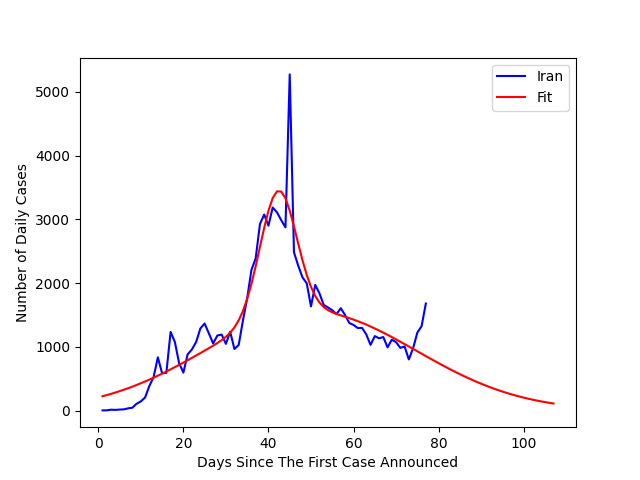 Iran
Fit
5000
4000
3000
2000
1000
0
Number of Daily Cases
0 20 40 60 80 100
Days Since The First Case Announced